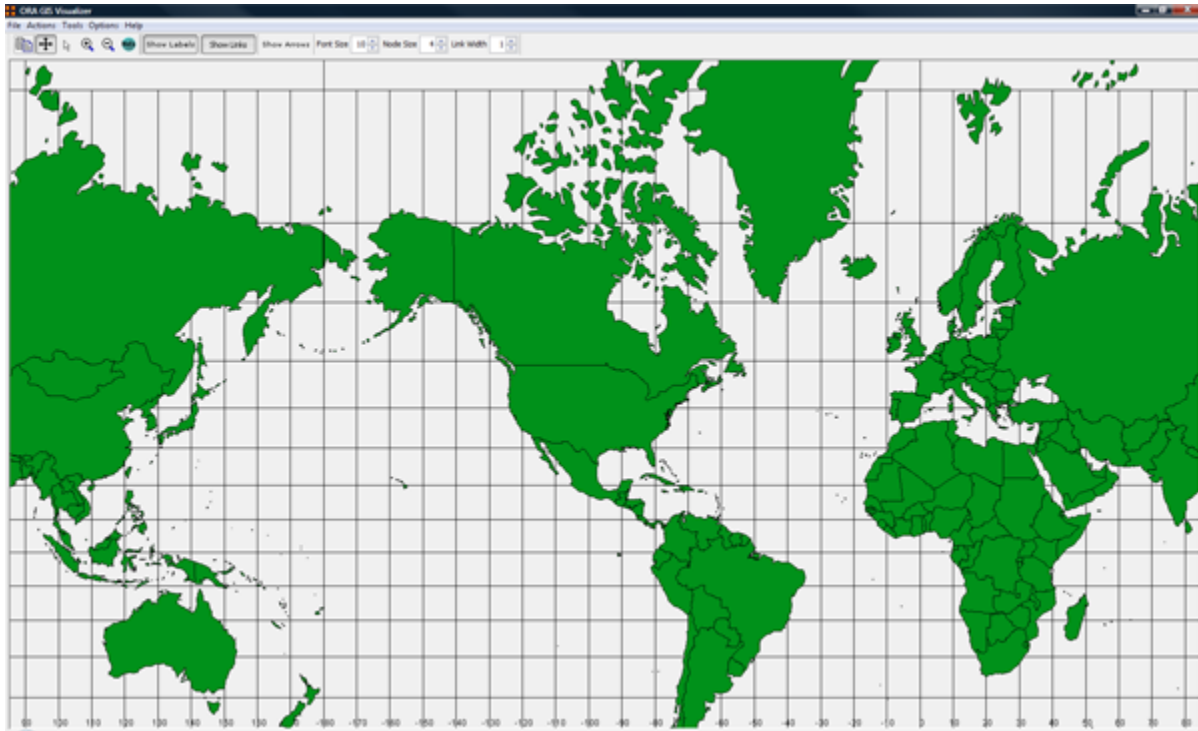 ORA GIS Visualizer
File Actions Tools Options Help
Show Labels Show Links Show Arrows Font Size 10 Node Size 4 Link Width 1
90 100 110 120 130 140 150 160 170 -180 -170 -160 -150 -140 -130 -120 -110 -100 -90 -80 -70 -60 -50 -40 -30 -20 -10 0 10 20 30 40 50 60 70 80